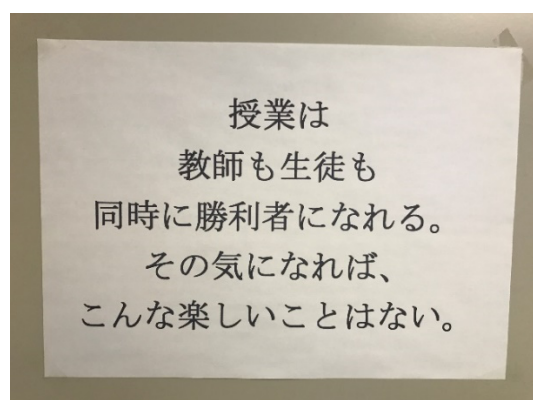 授業は
教師も生徒も
同時に勝利者になれる。
その気になれば、
こんな楽しいことはない。